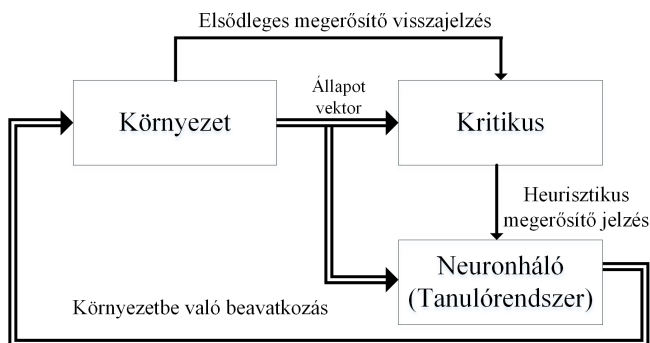 Elsődleges megerősítő visszajelzés
Környezet
Állapot
vektor
Kritikus
Heurisztikus
megerősítő jelzés
Neuronháló
(Tanulórendszer)
Környezetbe való beavatkozás